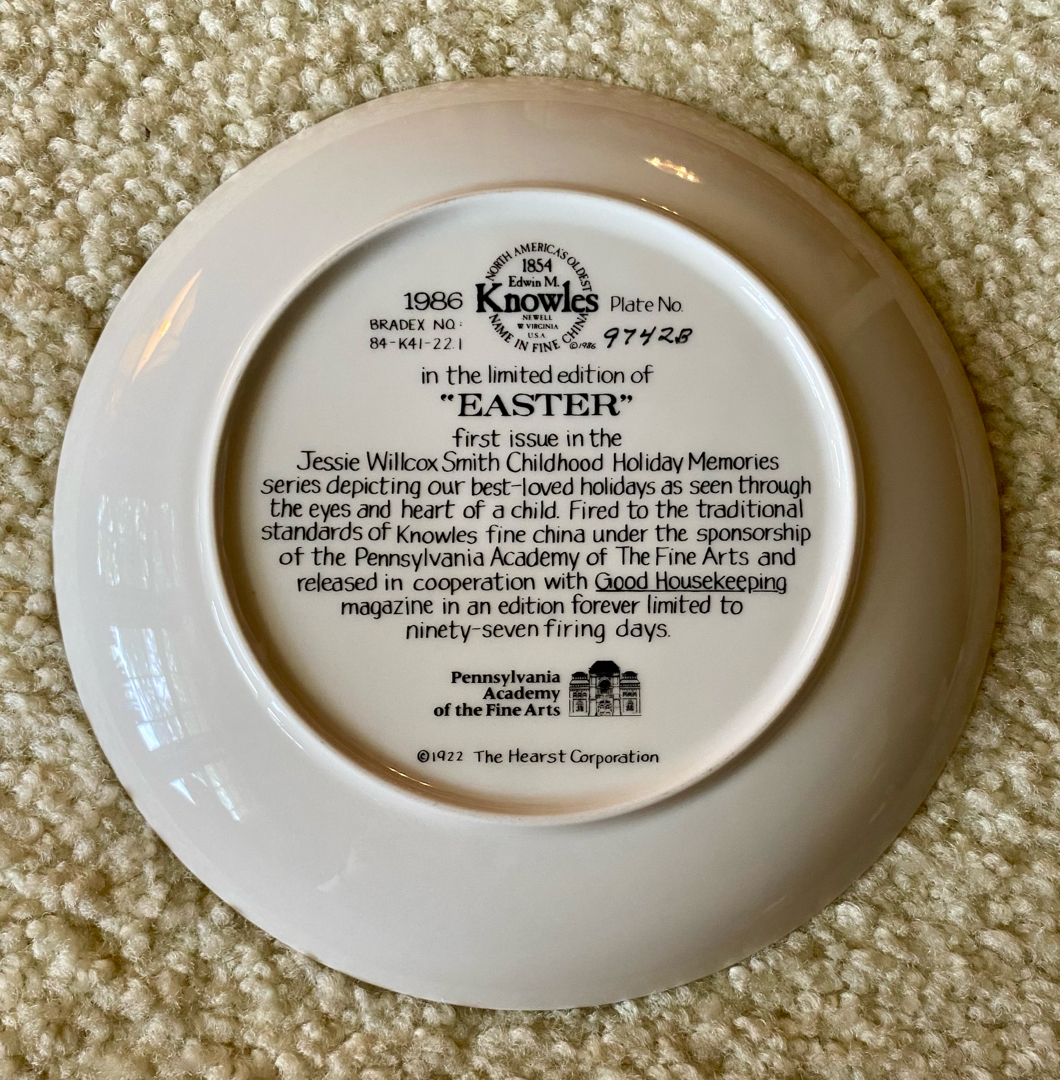 NORTH AMERICA'S OLDEST
1854
Edwin M.
1986 Knowles Plate No.
NEWELL
W VIRGINIA
U.S.A.
NAME IN FINE CHINA
©1986
BRADEX NO.:
84-K41-22.1
9742B
in the limited edition of
“EASTER”
first issue in the
Jessie Willcox Smith Childhood Holiday Memories
series depicting our best-loved holidays as seen through
the eyes and heart of a child. Fired to the traditional
standards of Knowles fine china under the sponsorship
of the Pennsylvania Academy of The Fine Arts and
released in cooperation with Good Housekeeping
magazine in an edition forever limited to
ninety-seven firing days.
Pennsylvania
Academy
of the Fine Arts
©1922 The Hearst Corporation